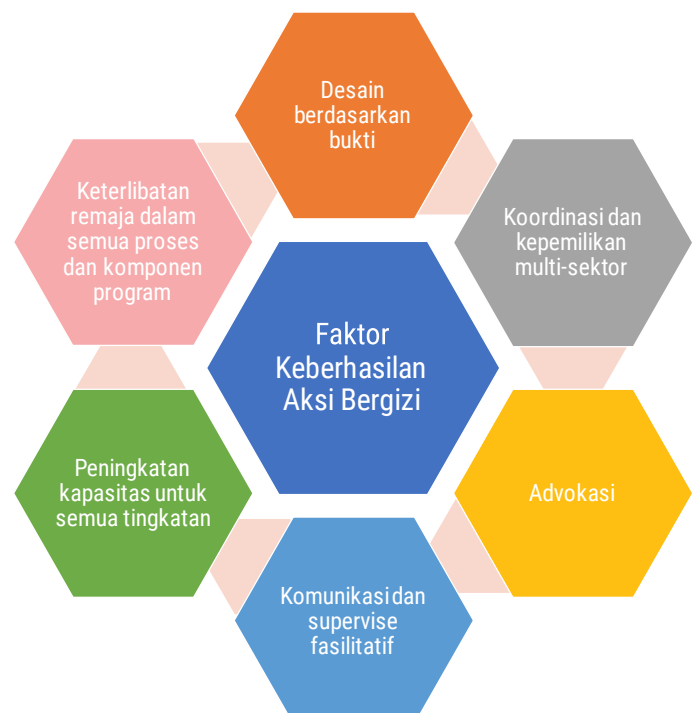 Desain
berdasarkan
bukti
Keterlibatan
remaja dalam
semua proses
dan komponen
program
Koordinasi dan
kepemilikan
multi-sektor
Faktor
Keberhasilan
Aksi Bergizi
Peningkatan
kapasitas untuk
semua tingkatan
Advokasi
Komunikasi dan
supervise
fasilitatif